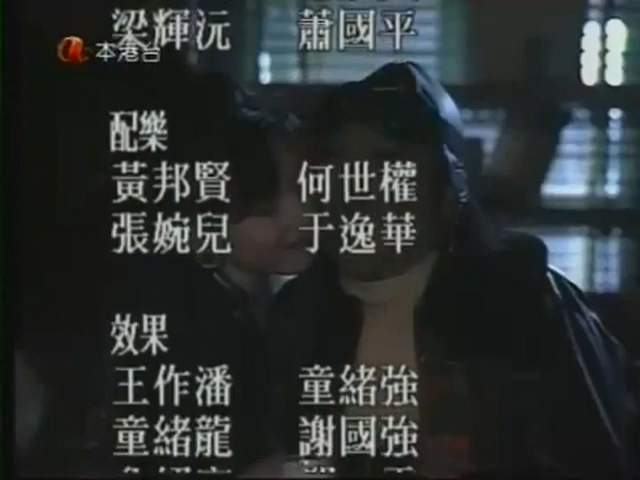 梁輝沅 蕭國平
本港台
配樂
黃邦賢 何世權
張婉兒 于逸華
效果
王作潘 童緒強
童緒龍 謝國強